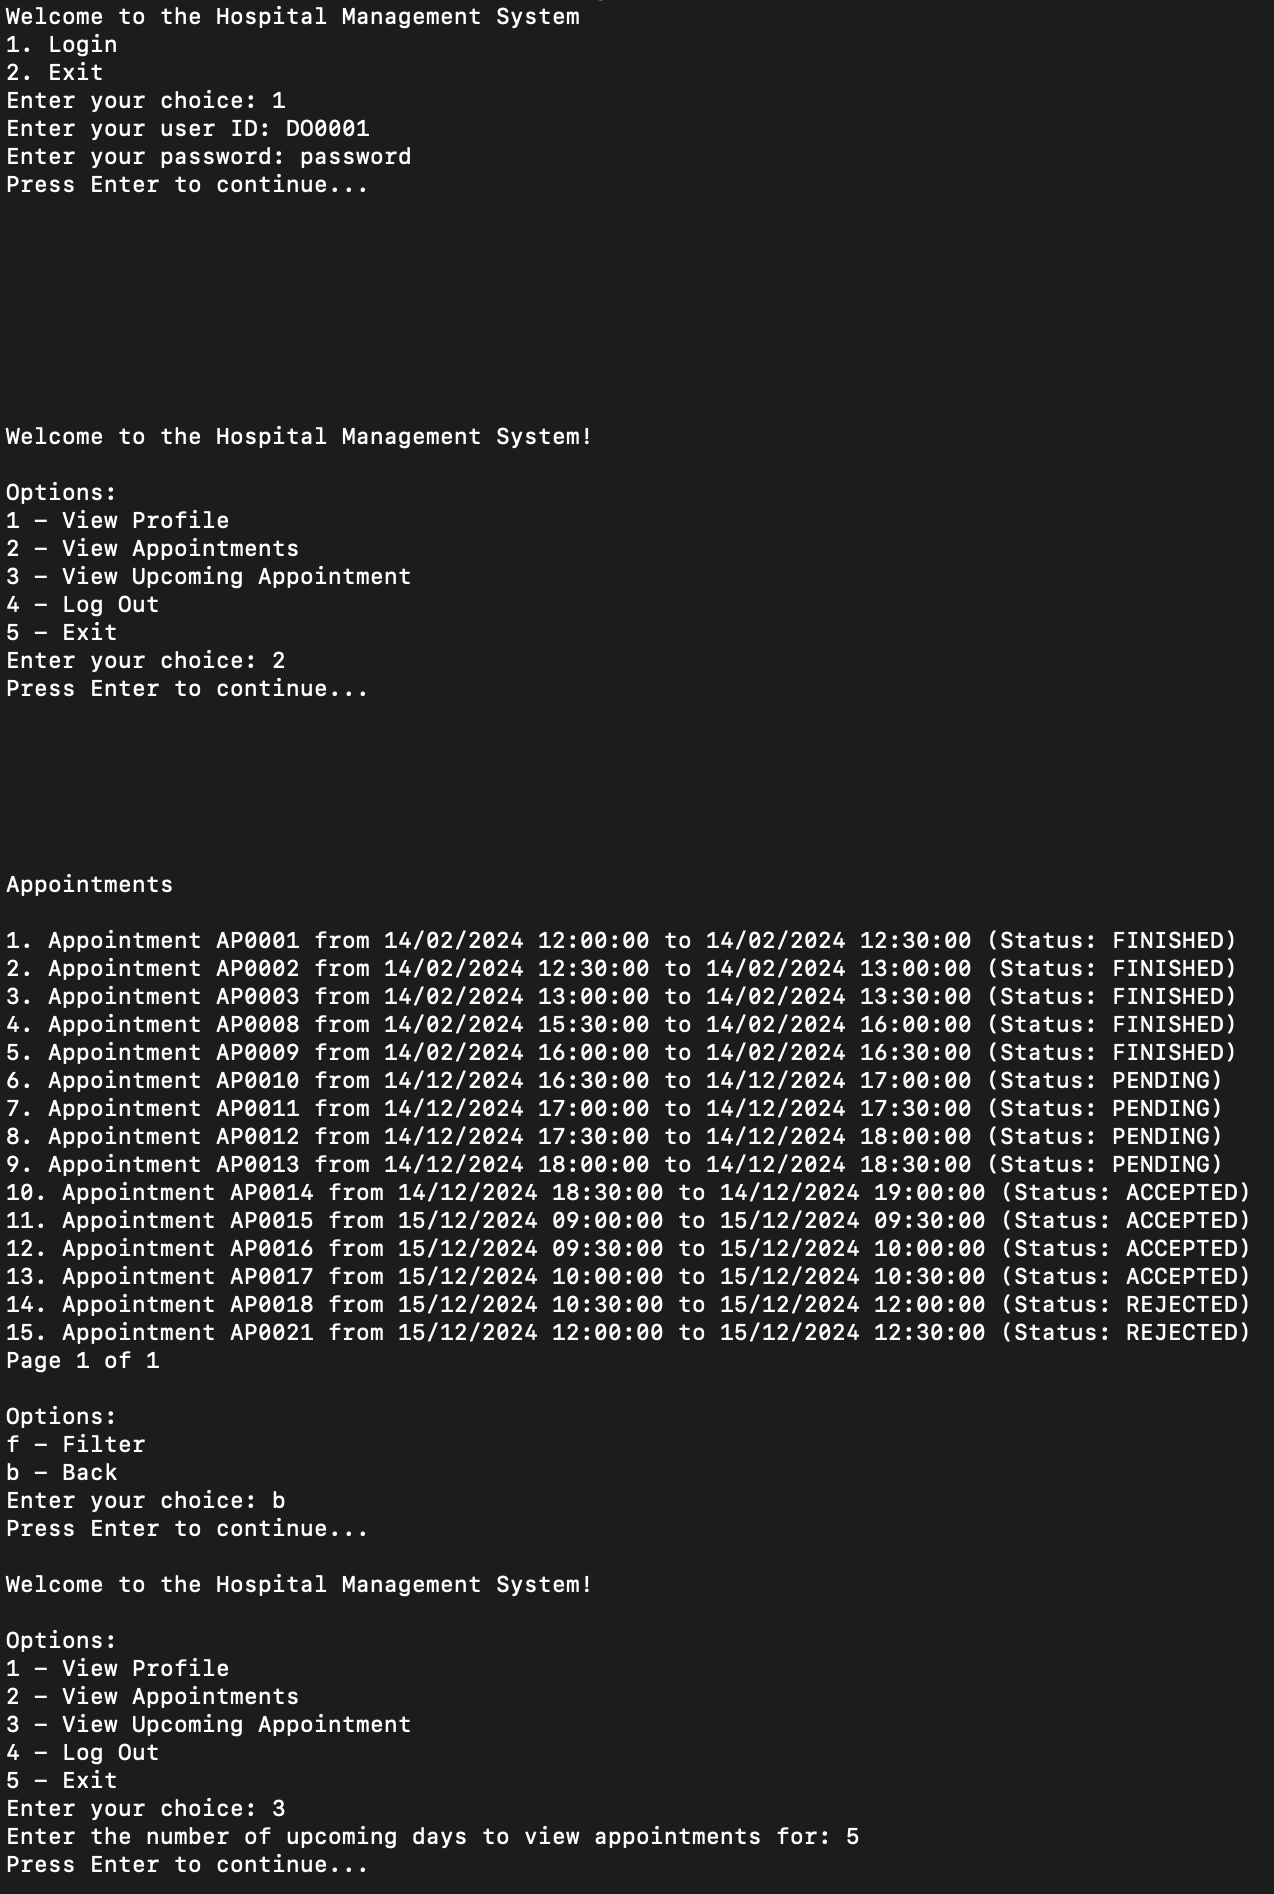 Welcome to the Hospital Management System
1. Login
2. Exit
Enter your choice: 1
Enter your user ID: DO0001
Enter your password: password
Press Enter to continue...
Welcome to the Hospital Management System!
Options:
1 – View Profile
2 – View Appointments
3 – View Upcoming Appointment
4 – Log Out
5 – Exit
Enter your choice: 2
Press Enter to continue...
Appointments
1. Appointment AP0001 from 14/02/2024 12:00:00 to 14/02/2024 12:30:00 (Status: FINISHED)
2. Appointment AP0002 from 14/02/2024 12:30:00 to 14/02/2024 13:00:00 (Status: FINISHED)
3. Appointment AP0003 from 14/02/2024 13:00:00 to 14/02/2024 13:30:00 (Status: FINISHED)
4. Appointment AP0008 from 14/02/2024 15:30:00 to 14/02/2024 16:00:00 (Status: FINISHED)
5. Appointment AP0009 from 14/02/2024 16:00:00 to 14/02/2024 16:30:00 (Status: FINISHED)
6. Appointment AP0010 from 14/12/2024 16:30:00 to 14/12/2024 17:00:00 (Status: PENDING)
7. Appointment AP0011 from 14/12/2024 17:00:00 to 14/12/2024 17:30:00 (Status: PENDING)
8. Appointment AP0012 from 14/12/2024 17:30:00 to 14/12/2024 18:00:00 (Status: PENDING)
9. Appointment AP0013 from 14/12/2024 18:00:00 to 14/12/2024 18:30:00 (Status: PENDING)
10. Appointment AP0014 from 14/12/2024 18:30:00 to 14/12/2024 19:00:00 (Status: ACCEPTED)
11. Appointment AP0015 from 15/12/2024 09:00:00 to 15/12/2024 09:30:00 (Status: ACCEPTED)
12. Appointment AP0016 from 15/12/2024 09:30:00 to 15/12/2024 10:00:00 (Status: ACCEPTED)
13. Appointment AP0017 from 15/12/2024 10:00:00 to 15/12/2024 10:30:00 (Status: ACCEPTED)
14. Appointment AP0018 from 15/12/2024 10:30:00 to 15/12/2024 12:00:00 (Status: REJECTED)
15. Appointment AP0021 from 15/12/2024 12:00:00 to 15/12/2024 12:30:00 (Status: REJECTED)
Page 1 of 1
Options:
f – Filter
b – Back
Enter your choice: b
Press Enter to continue...
Welcome to the Hospital Management System!
Options:
1 – View Profile
2 – View Appointments
3 – View Upcoming Appointment
4 – Log Out
5 – Exit
Enter your choice: 3
Enter the number of upcoming days to view appointments for: 5
Press Enter to continue...